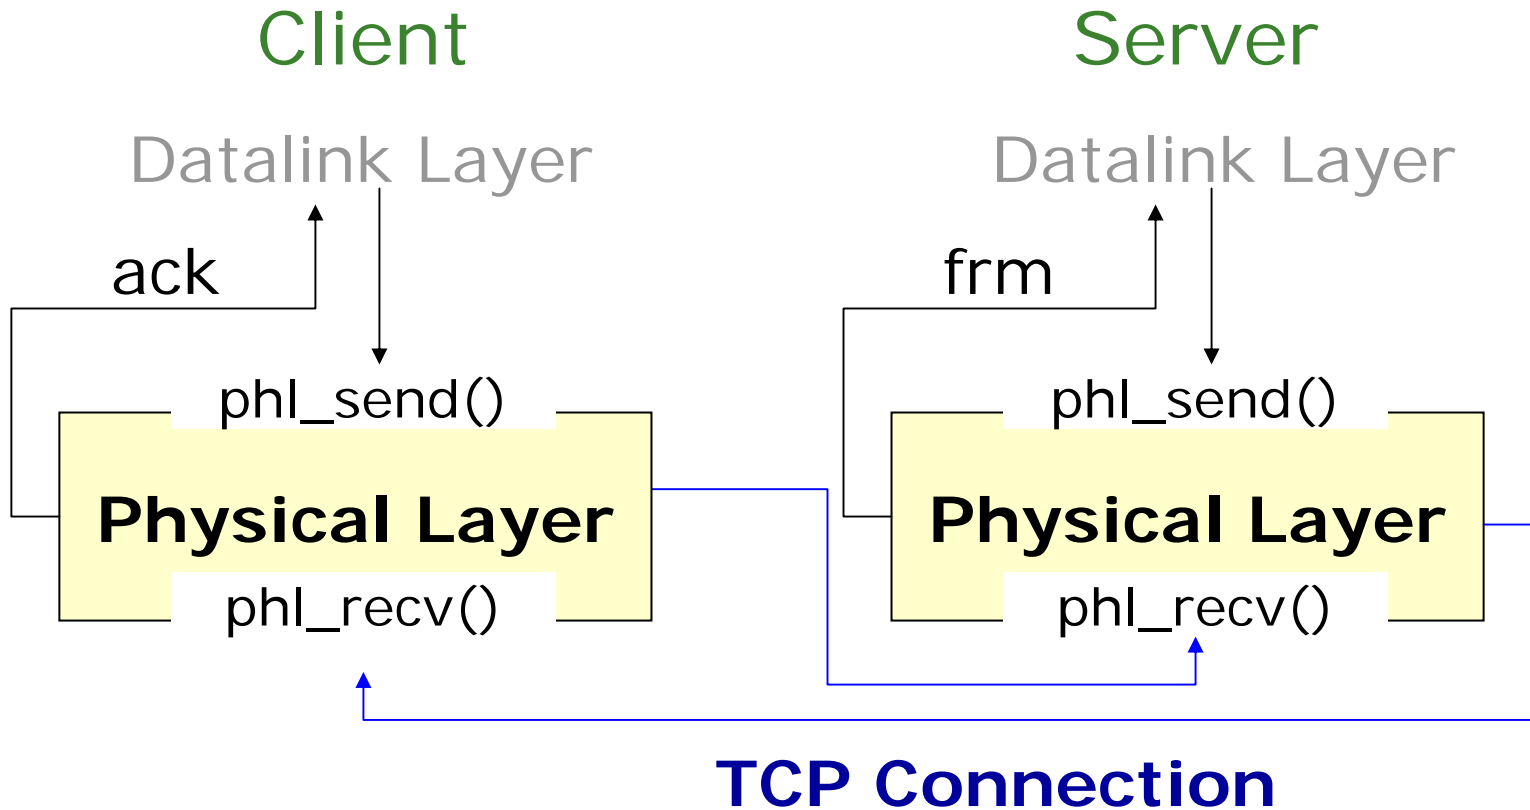 Client
Server
Datalink Layer
Datalink Layer
ack
frm
phl_send()
phl_send()
Physical Layer
Physical Layer
phl_recv()
phl_recv()
TCP Connection